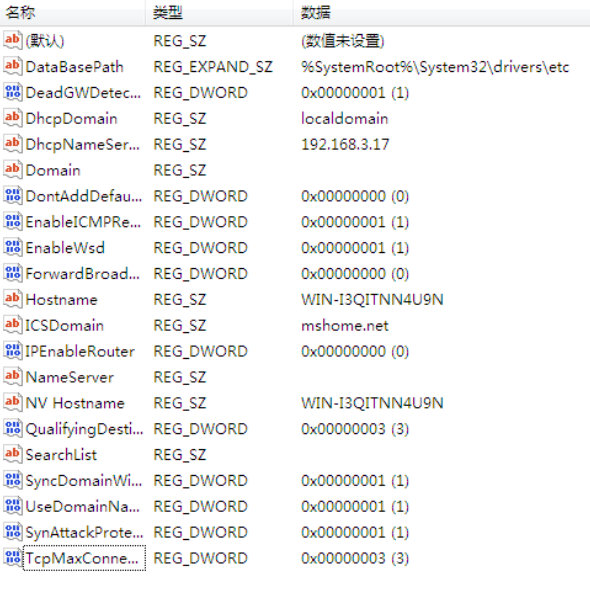 名称 类型 数据
(默认) REG_SZ (数值未设置)
DataBasePath REG_EXPAND_SZ %SystemRoot%\System32\drivers\etc
DeadGWDetec... REG_DWORD 0x00000001 (1)
DhcpDomain REG_SZ localdomain
DhcpNameSer... REG_SZ 192.168.3.17
Domain REG_SZ
DontAddDefau... REG_DWORD 0x00000000 (0)
EnableICMPRe... REG_DWORD 0x00000001 (1)
EnableWsd REG_DWORD 0x00000001 (1)
ForwardBroad... REG_DWORD 0x00000000 (0)
Hostname REG_SZ WIN-I3QITNN4U9N
ICSDomain REG_SZ mshome.net
IPEnableRouter REG_DWORD 0x00000000 (0)
NameServer REG_SZ
NV Hostname REG_SZ WIN-I3QITNN4U9N
QualifyingDesti... REG_DWORD 0x00000003 (3)
SearchList REG_SZ
SyncDomainWi... REG_DWORD 0x00000001 (1)
UseDomainNa... REG_DWORD 0x00000001 (1)
SynAttackProte... REG_DWORD 0x00000001 (1)
TcpMaxConne... REG_DWORD 0x00000003 (3)